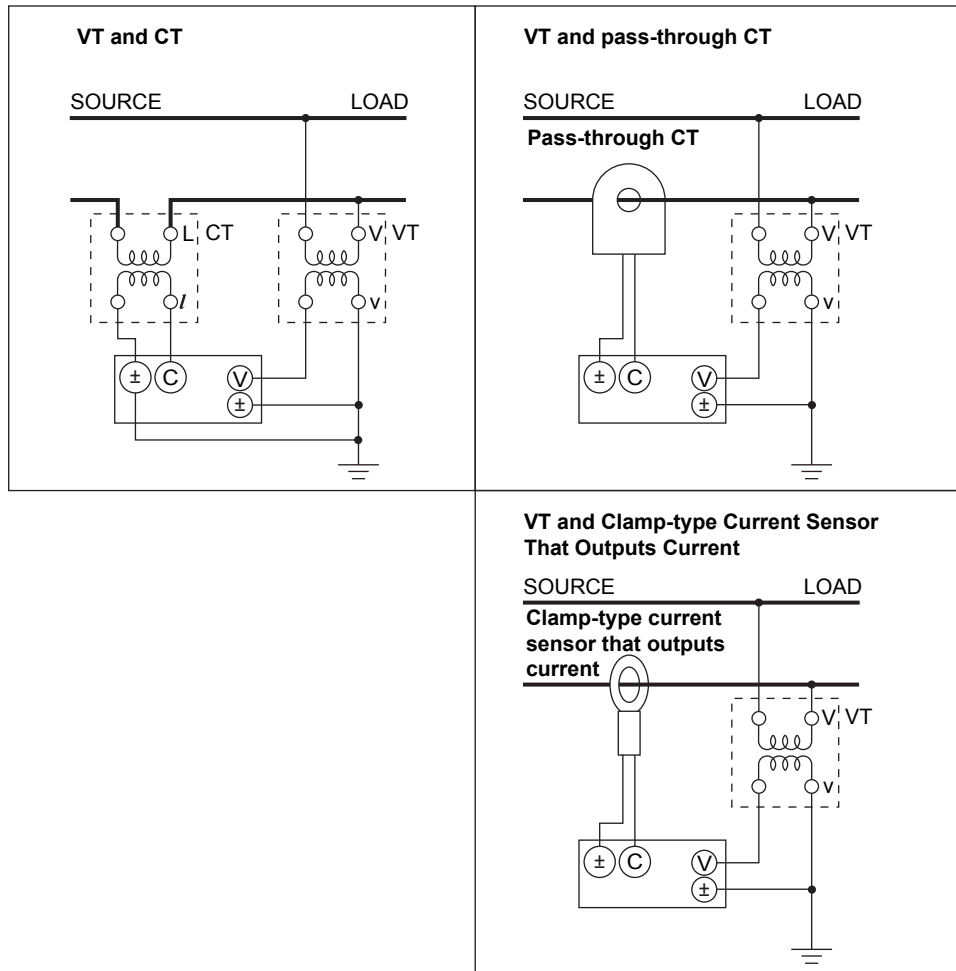 VT and CT
SOURCE LOAD
L CT V VT
l v
± C V
±
VT and pass-through CT
SOURCE LOAD
Pass-through CT
V VT
v
± C V
±
VT and Clamp-type Current Sensor
That Outputs Current
SOURCE LOAD
Clamp-type current
sensor that outputs
current
V VT
v
± C V
±